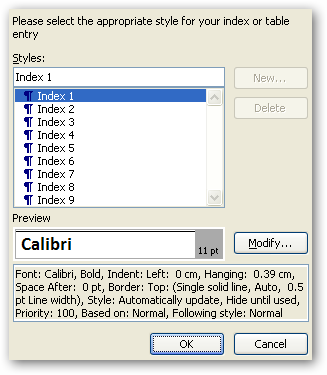 Please select the appropriate style for your index or table
entry
Styles:
Index 1
New...
¶ Index 1
Delete
¶ Index 2
¶ Index 3
¶ Index 4
¶ Index 5
¶ Index 6
¶ Index 7
¶ Index 8
¶ Index 9
Preview
Calibri
11 pt
Modify...
Font: Calibri, Bold, Indent: Left:  0 cm, Hanging:  0.39 cm,
Space After:  0 pt, Border: Top: (Single solid line, Auto,  0.5
pt Line width), Style: Automatically update, Hide until used,
Priority: 100, Based on: Normal, Following style: Normal
OK
Cancel